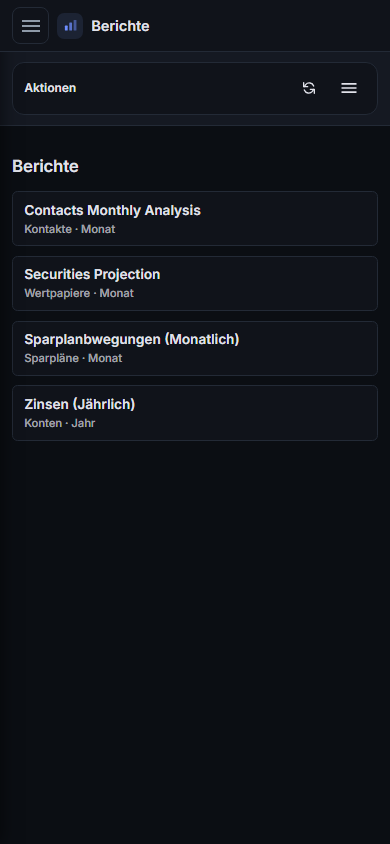 Berichte
Aktionen
Berichte
Contacts Monthly Analysis
Kontakte · Monat
Securities Projection
Wertpapiere · Monat
Sparplanbwegungen (Monatlich)
Sparpläne · Monat
Zinsen (Jährlich)
Konten · Jahr